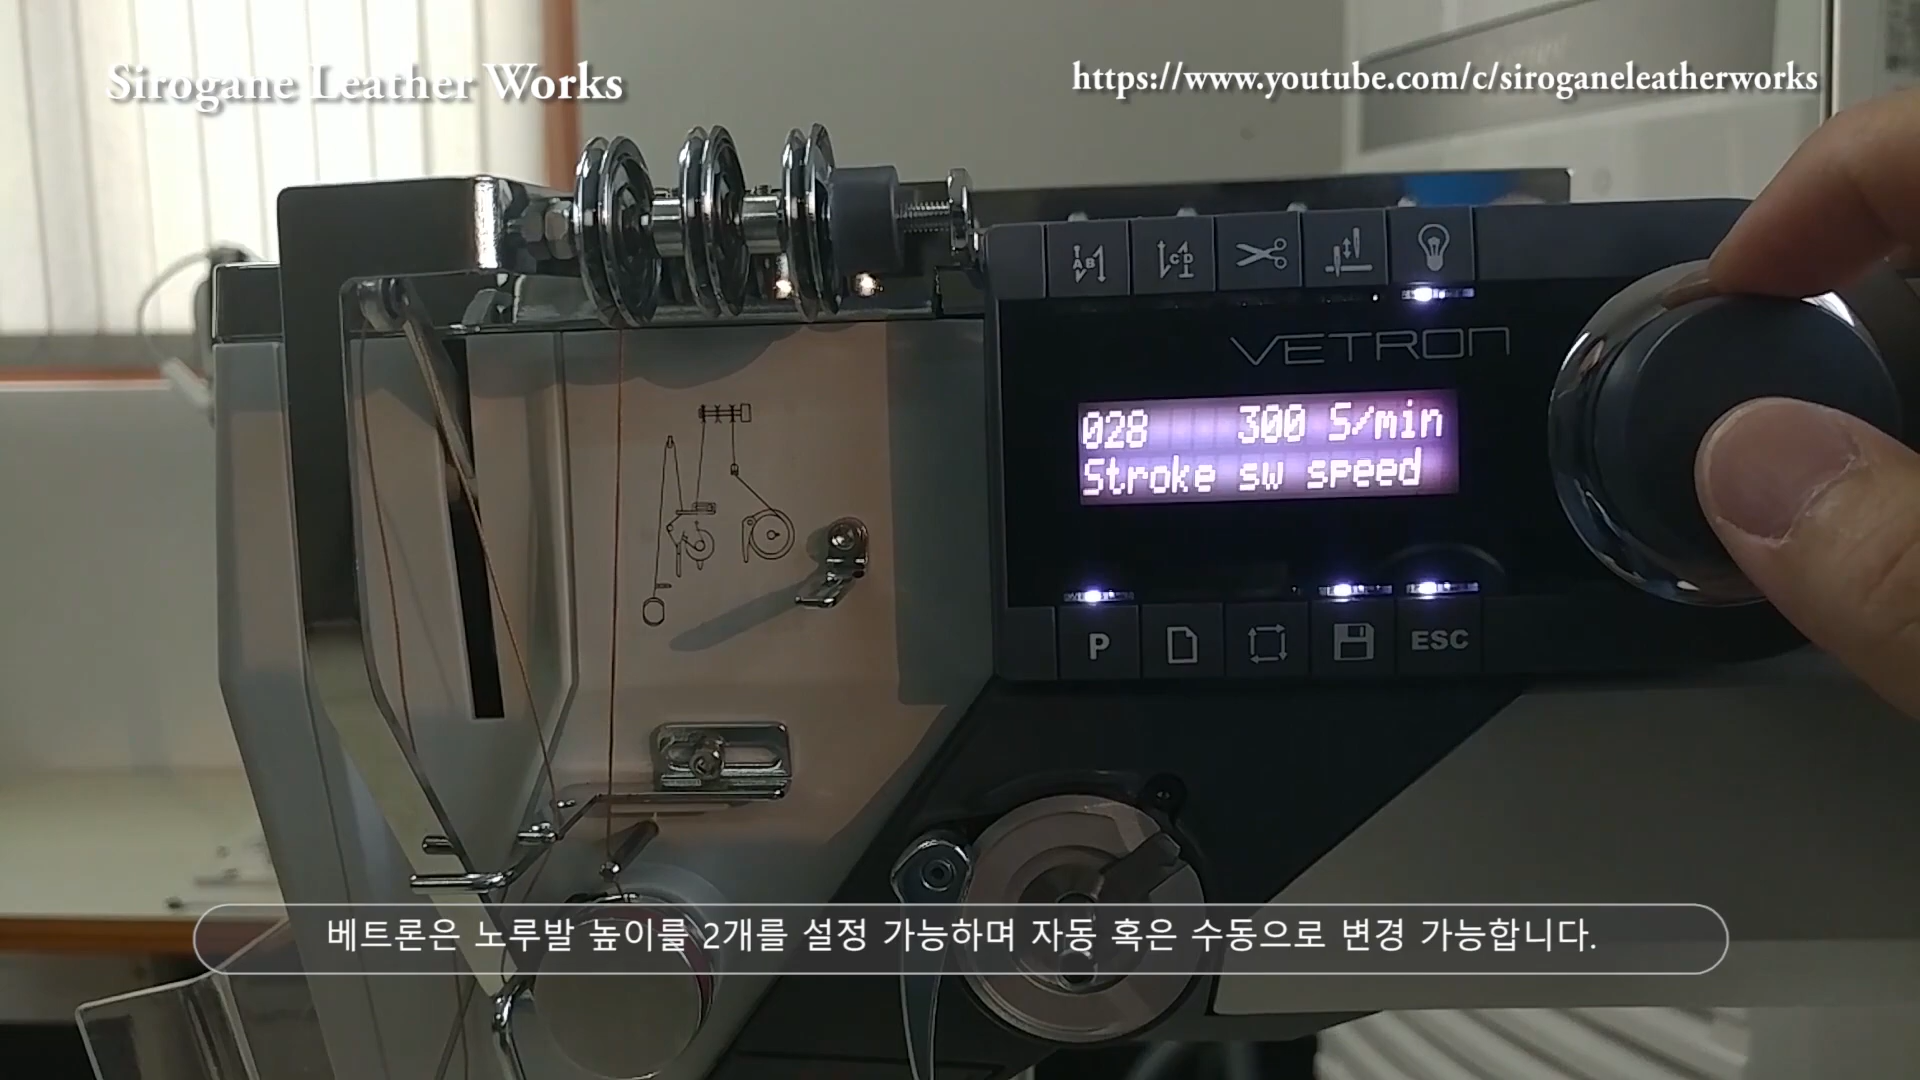 Sirogane Leather Works
https://www.youtube.com/c/siroganeleatherworks
AB
CD
VETRON
028 300 S/min
Stroke sw speed
P
ESC
베트론은 노루발 높이를 2개를 설정 가능하며 자동 혹은 수동으로 변경 가능합니다.